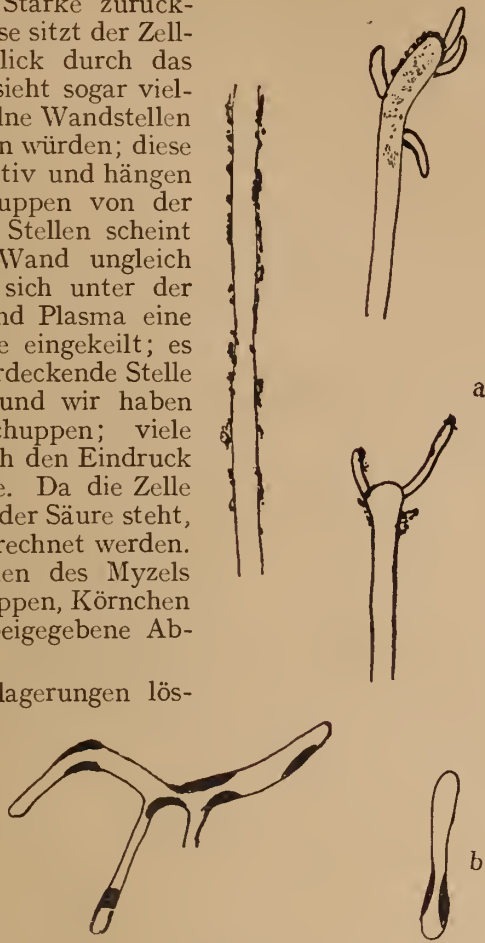 Stärke zurück-
se sitzt der Zell-
lick durch das
sieht sogar viel-
lne Wandstellen
n würden; diese
tiv und hängen
uppen von der
Stellen scheint
Wand ungleich
sich unter der
nd Plasma eine
e eingekeilt; es
rdeckende Stelle
und wir haben
chuppen; viele
h den Eindruck
e. Da die Zelle
der Säure steht,
rechnet werden.
en des Myzels
ppen, Körnchen
eigegebene Ab-
lagerungen lös-
a
b